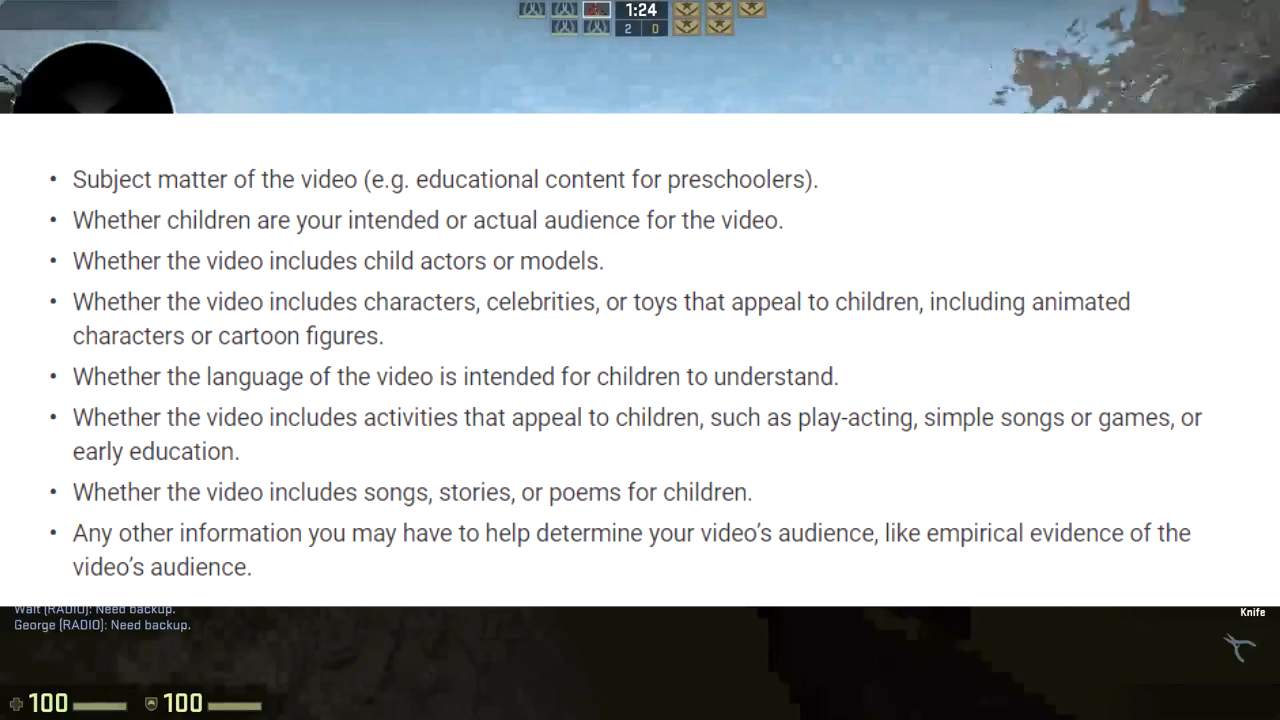 1:24
2 0
• Subject matter of the video (e.g. educational content for preschoolers).
• Whether children are your intended or actual audience for the video.
• Whether the video includes child actors or models.
• Whether the video includes characters, celebrities, or toys that appeal to children, including animated
characters or cartoon figures.
• Whether the language of the video is intended for children to understand.
• Whether the video includes activities that appeal to children, such as play-acting, simple songs or games, or
early education.
• Whether the video includes songs, stories, or poems for children.
• Any other information you may have to help determine your video’s audience, like empirical evidence of the
video’s audience.
Walt (RADIO): Need backup.
Knife
George (RADIO): Need backup.
100 100